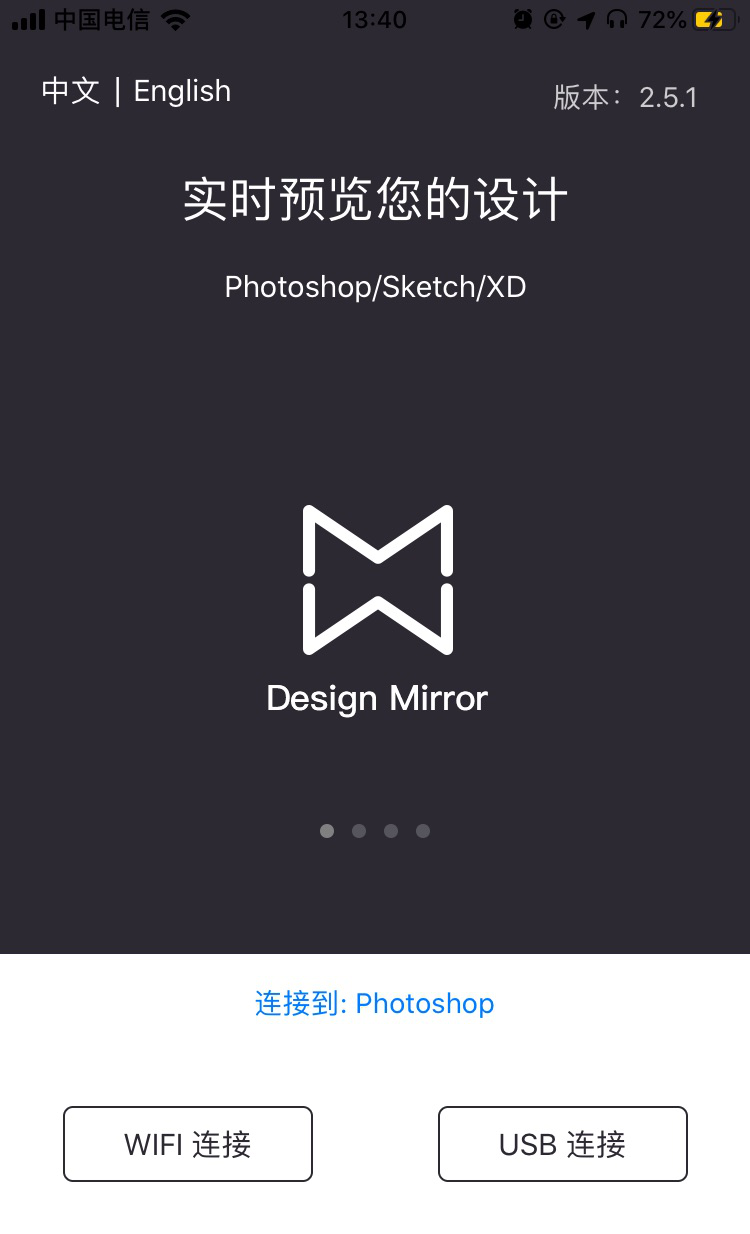 中国电信 13:40 72%
中文 | English 版本：2.5.1
实时预览您的设计
Photoshop/Sketch/XD
Design Mirror
连接到: Photoshop
WIFI 连接 USB 连接